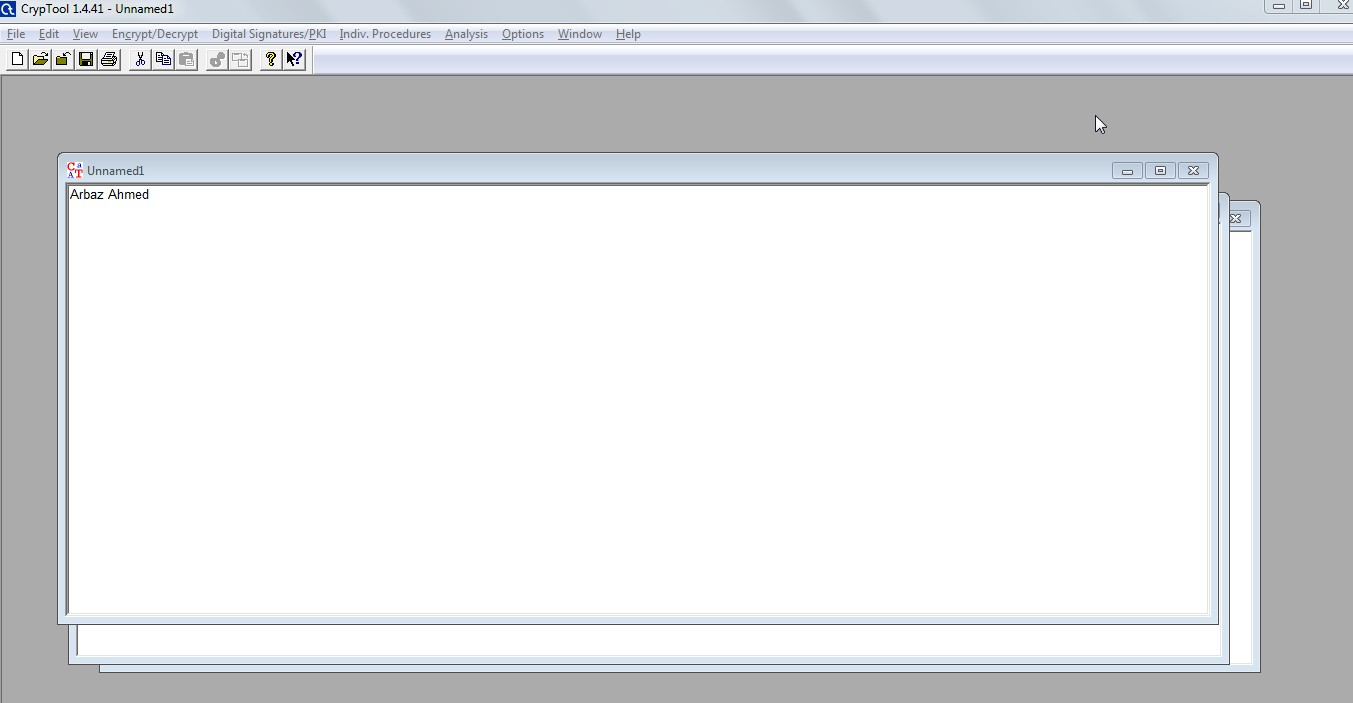 CrypTool 1.4.41 - Unnamed1
File Edit View Encrypt/Decrypt Digital Signatures/PKI Indiv. Procedures Analysis Options Window Help
Unnamed1
Arbaz Ahmed